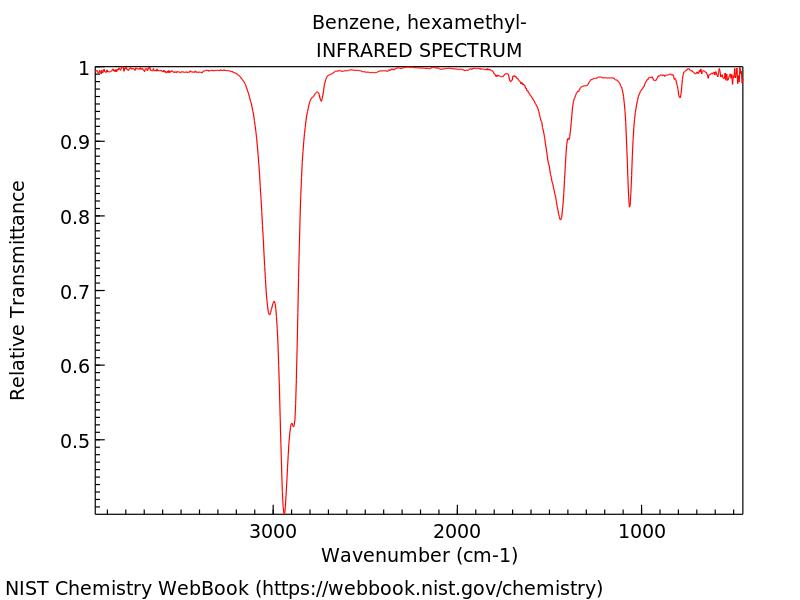 Benzene, hexamethyl-
INFRARED SPECTRUM
1
0.9
0.8
0.7
0.6
0.5
Relative Transmittance
3000
2000
1000
Wavenumber (cm-1)
NIST Chemistry WebBook (https://webbook.nist.gov/chemistry)